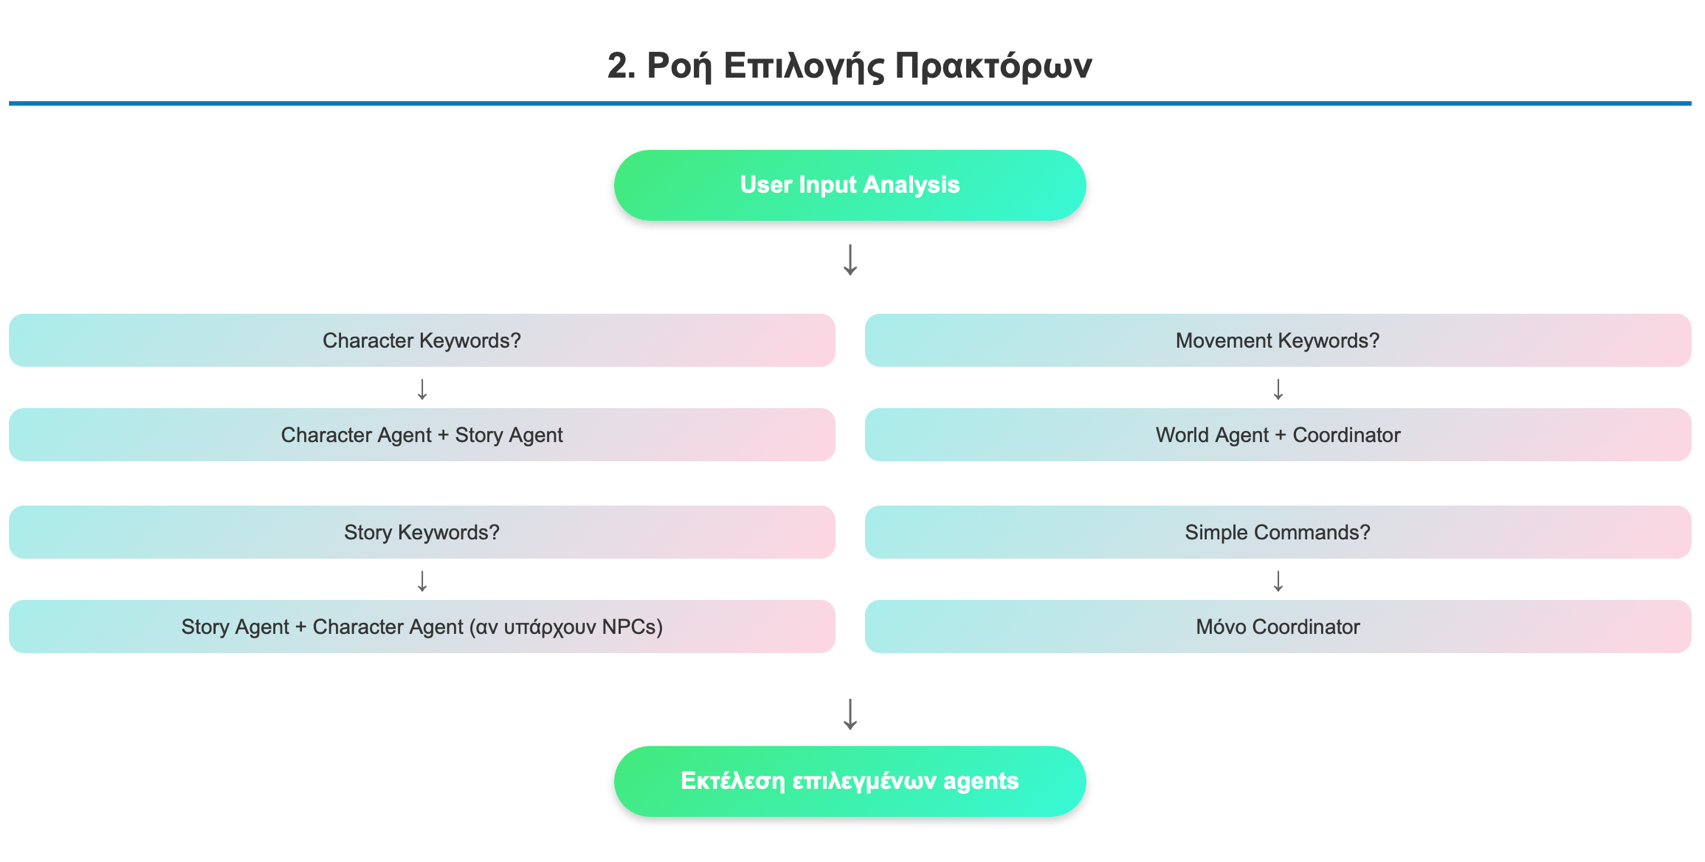 2. Ροή Επιλογής Πρακτόρων
User Input Analysis
↓
Character Keywords?
↓
Character Agent + Story Agent
Movement Keywords?
↓
World Agent + Coordinator
Story Keywords?
↓
Story Agent + Character Agent (αν υπάρχουν NPCs)
Simple Commands?
↓
Μόνο Coordinator
↓
Εκτέλεση επιλεγμένων agents